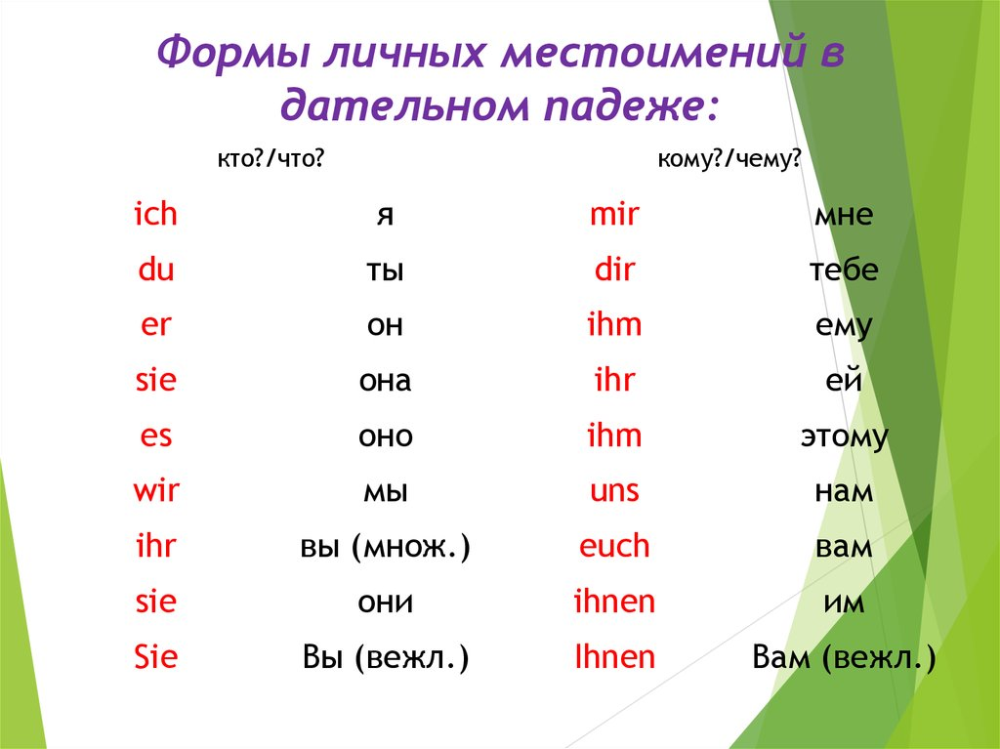 Формы личных местоимений в
дательном падеже:
кто?/что? кому?/чему?
ich я mir мне
du ты dir тебе
er он ihm ему
sie она ihr ей
es оно ihm этому
wir мы uns нам
ihr вы (множ.) euch вам
sie они ihnen им
Sie Вы (вежл.) Ihnen Вам (вежл.)